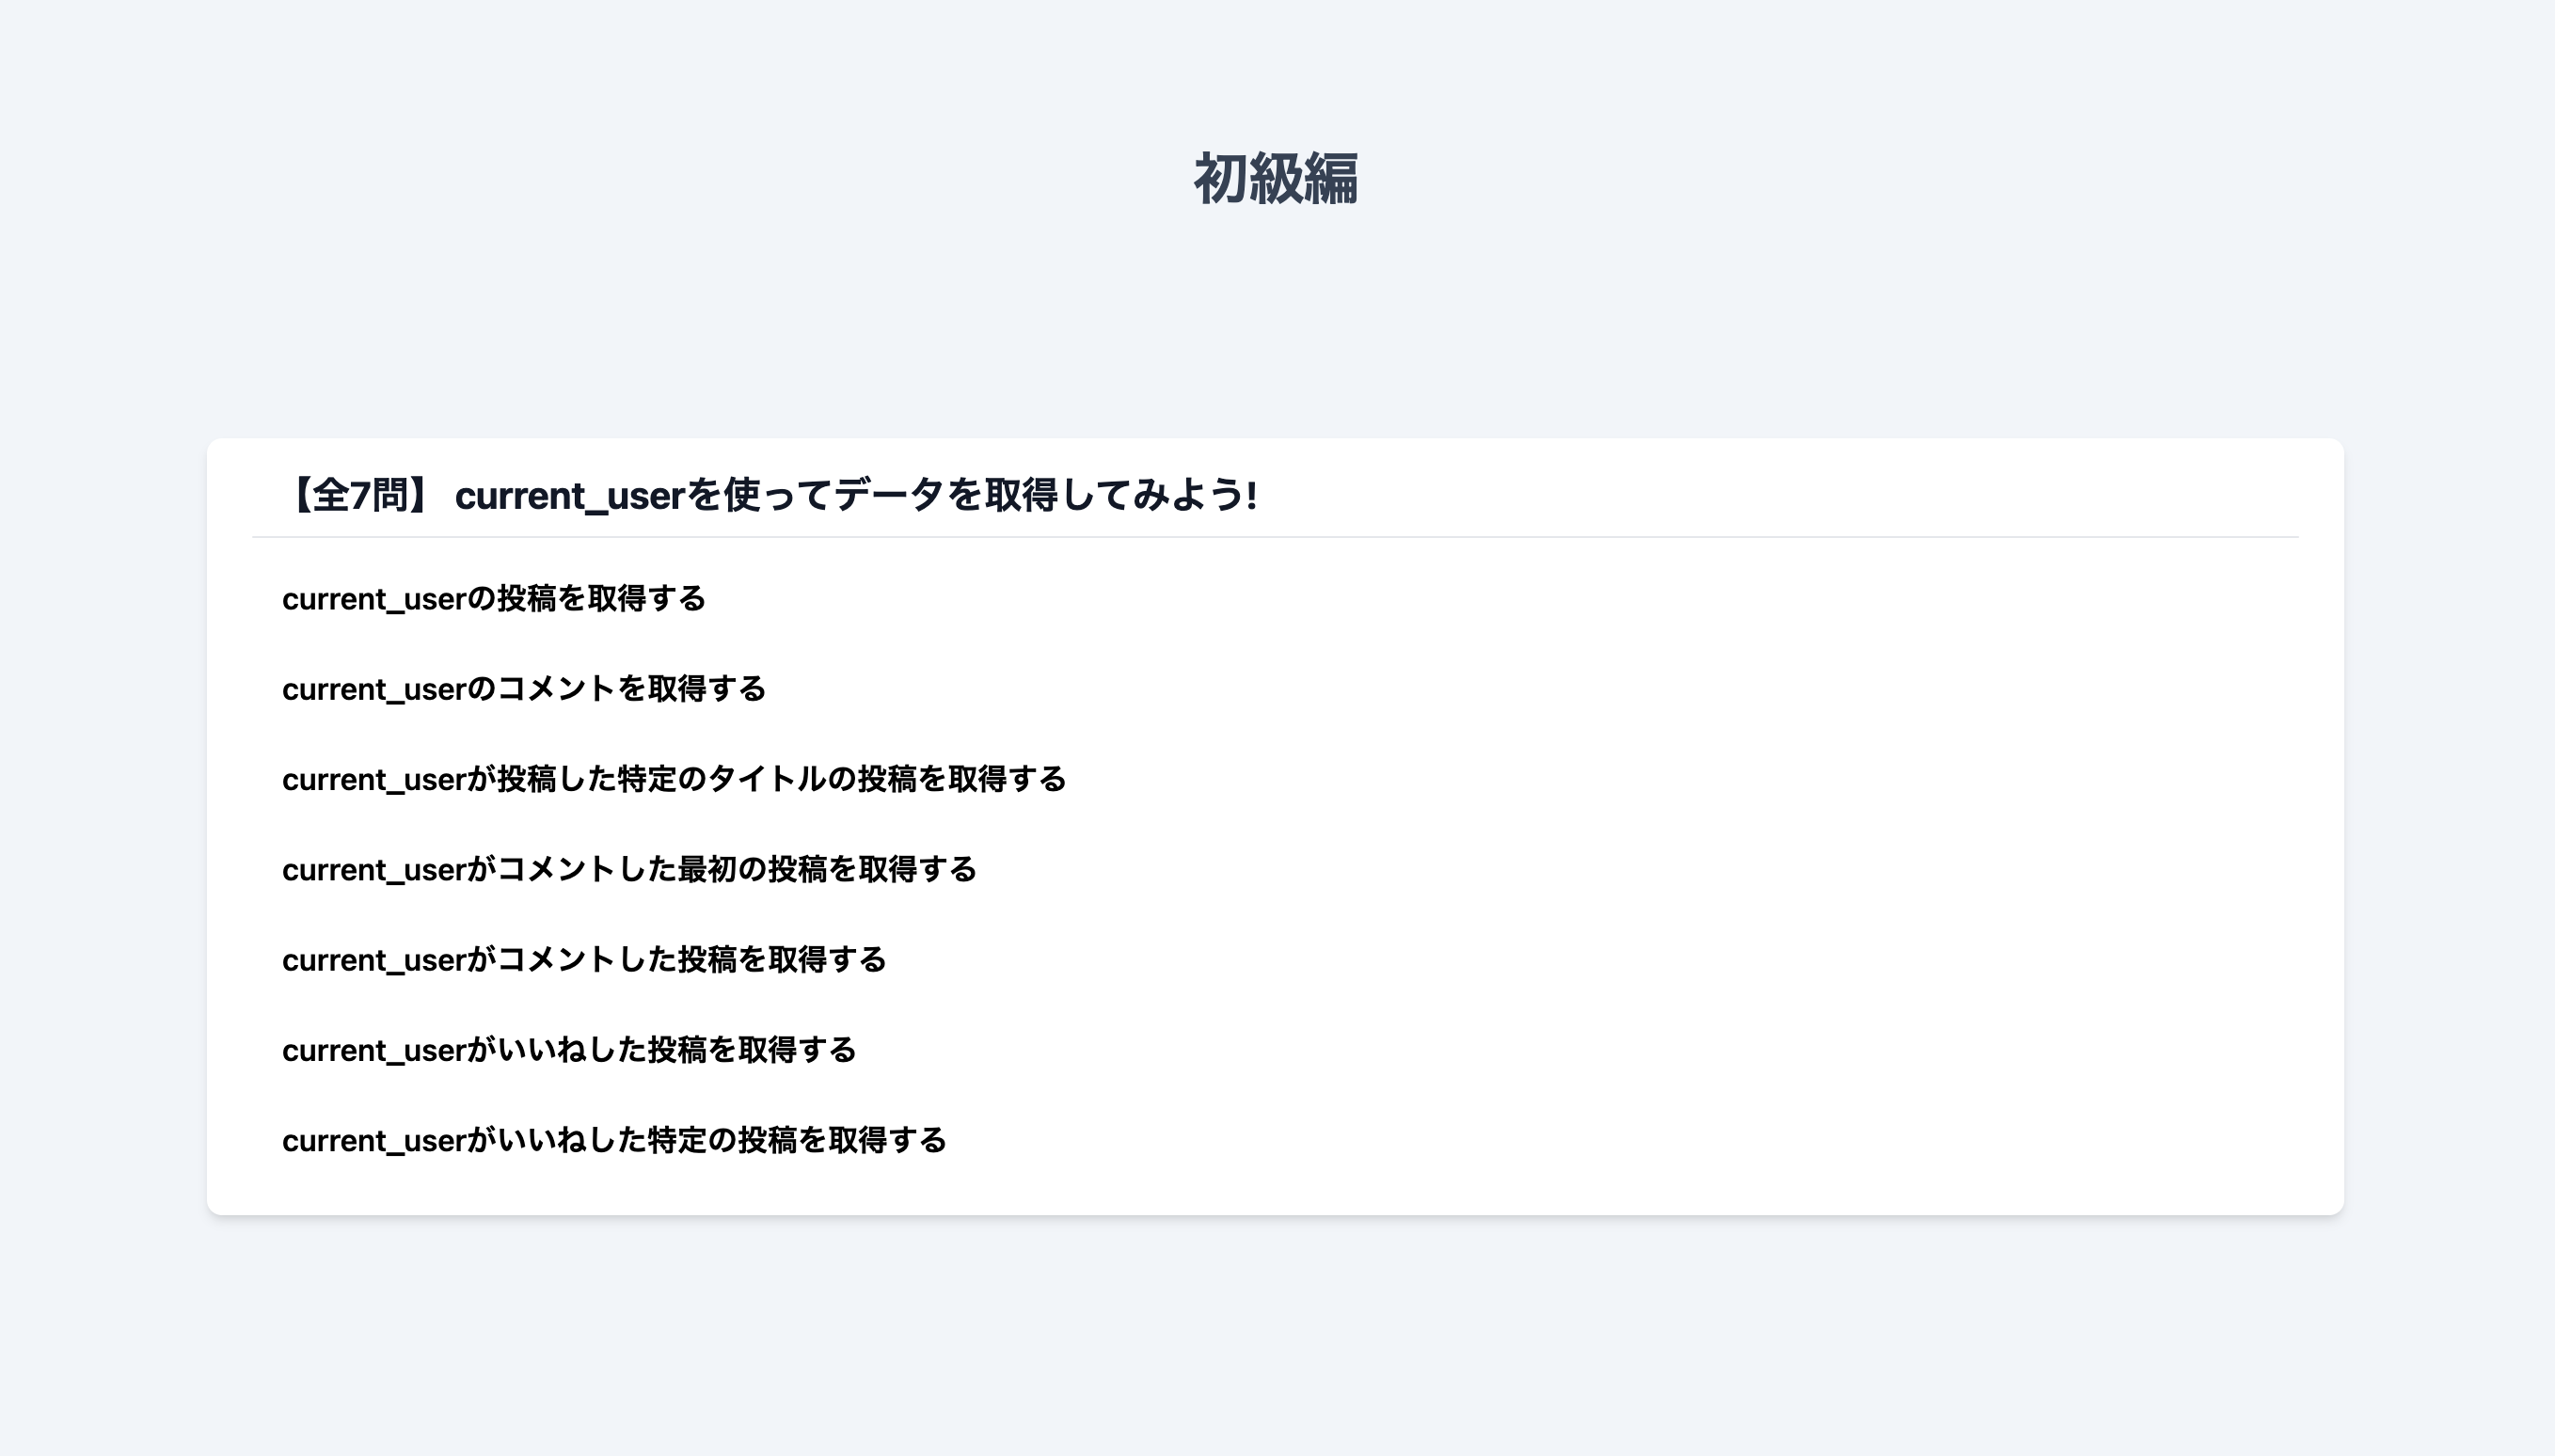 初級編
【全7問】 current_userを使ってデータを取得してみよう!
current_userの投稿を取得する
current_userのコメントを取得する
current_userが投稿した特定のタイトルの投稿を取得する
current_userがコメントした最初の投稿を取得する
current_userがコメントした投稿を取得する
current_userがいいねした投稿を取得する
current_userがいいねした特定の投稿を取得する